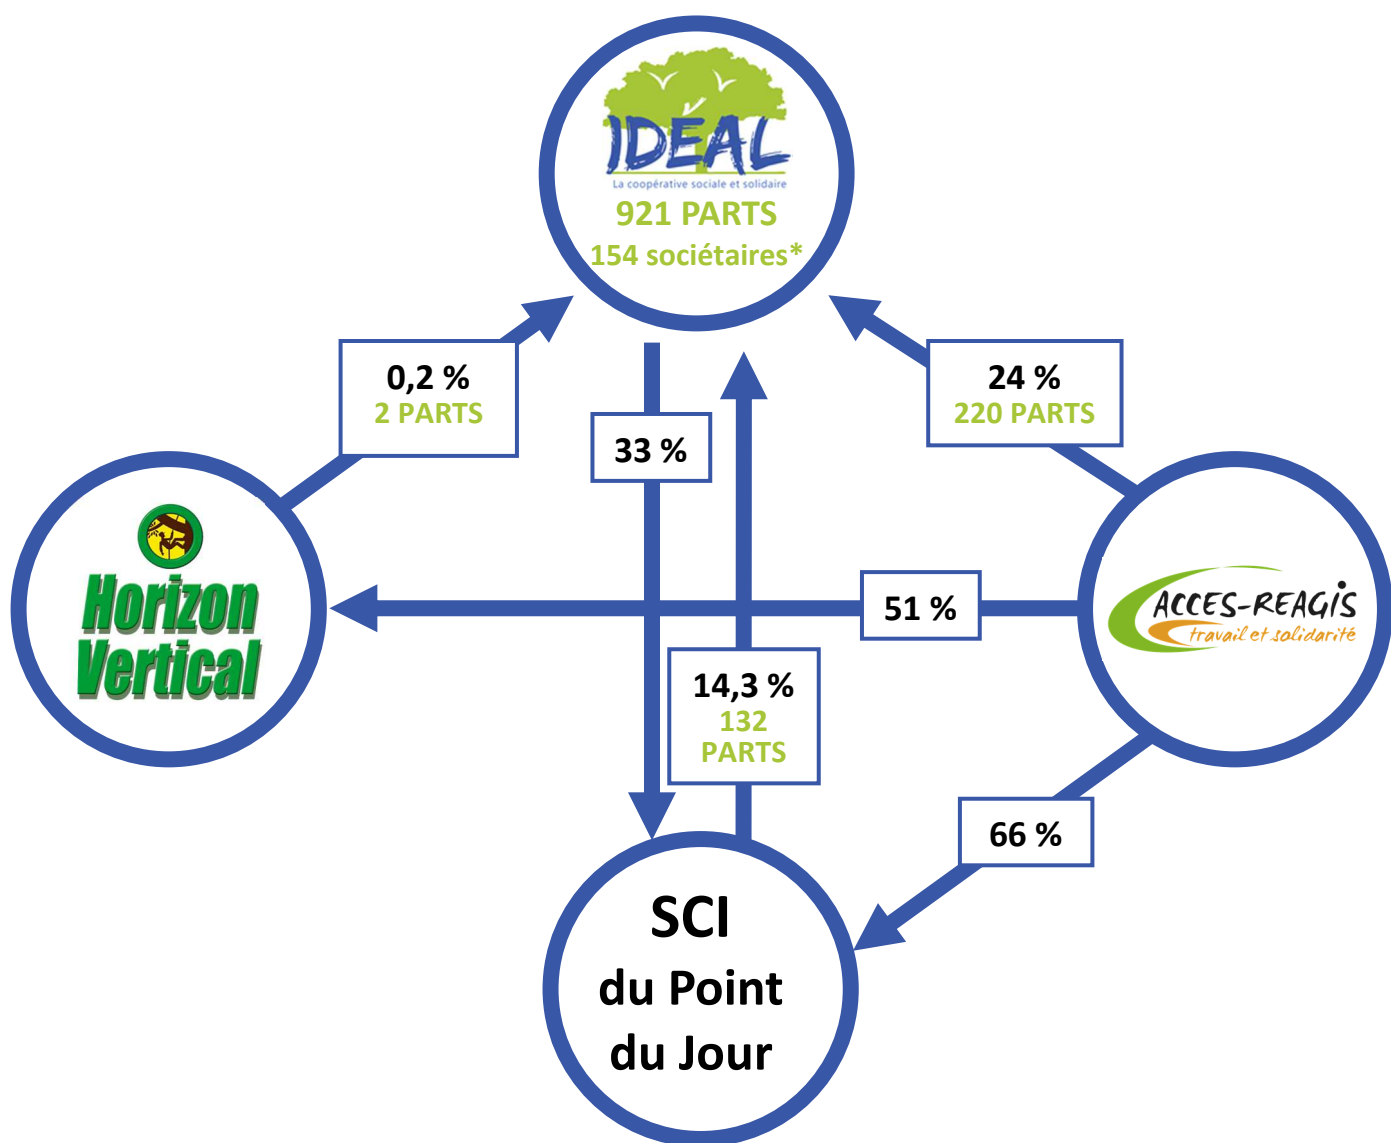 IDEAL
La coopérative sociale et solidaire
921 PARTS
154 sociétaires*
0,2 %
2 PARTS
24 %
220 PARTS
33 %
Horizon
Vertical
51 %
ACCES-REAGIS
travail et solidarité
14,3 %
132
PARTS
66 %
SCI
du Point
du Jour